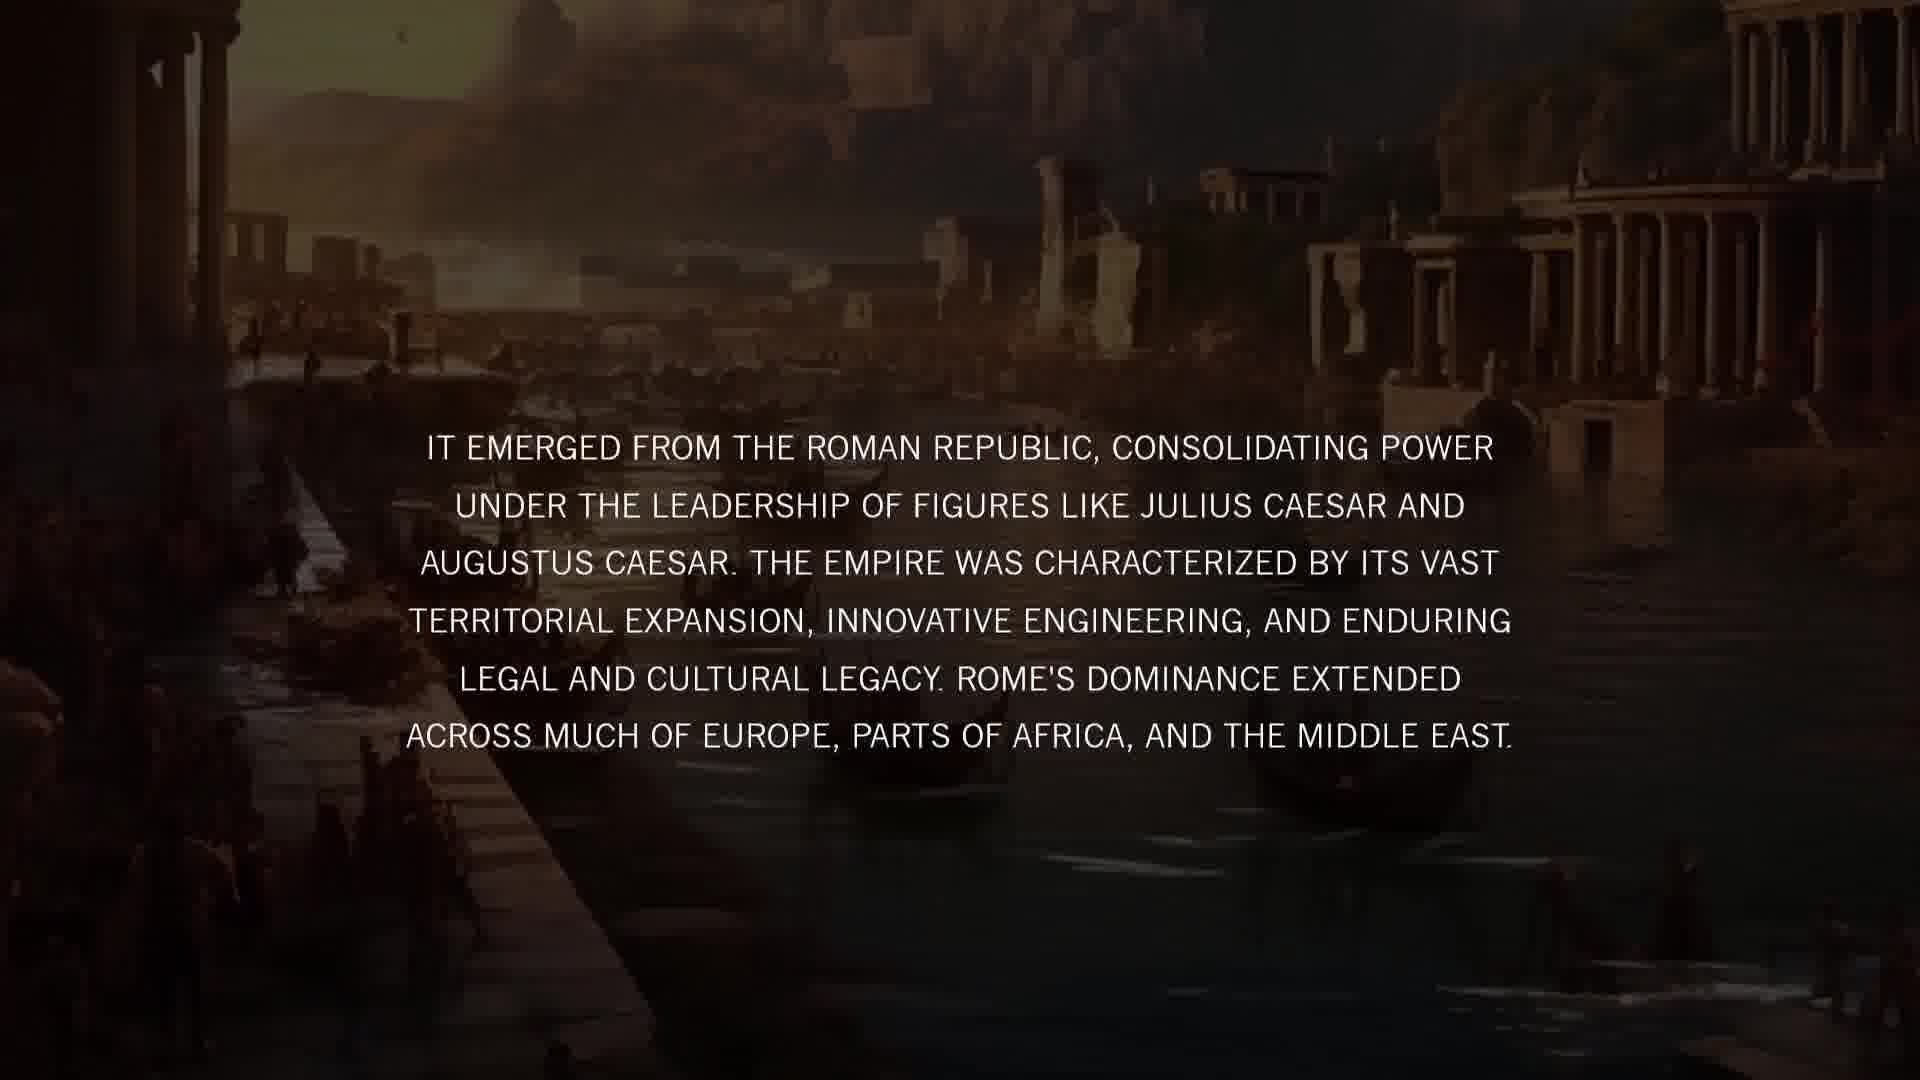 IT EMERGED FROM THE ROMAN REPUBLIC, CONSOLIDATING POWER
UNDER THE LEADERSHIP OF FIGURES LIKE JULIUS CAESAR AND
AUGUSTUS CAESAR. THE EMPIRE WAS CHARACTERIZED BY ITS VAST
TERRITORIAL EXPANSION, INNOVATIVE ENGINEERING, AND ENDURING
LEGAL AND CULTURAL LEGACY. ROME'S DOMINANCE EXTENDED
ACROSS MUCH OF EUROPE, PARTS OF AFRICA, AND THE MIDDLE EAST.